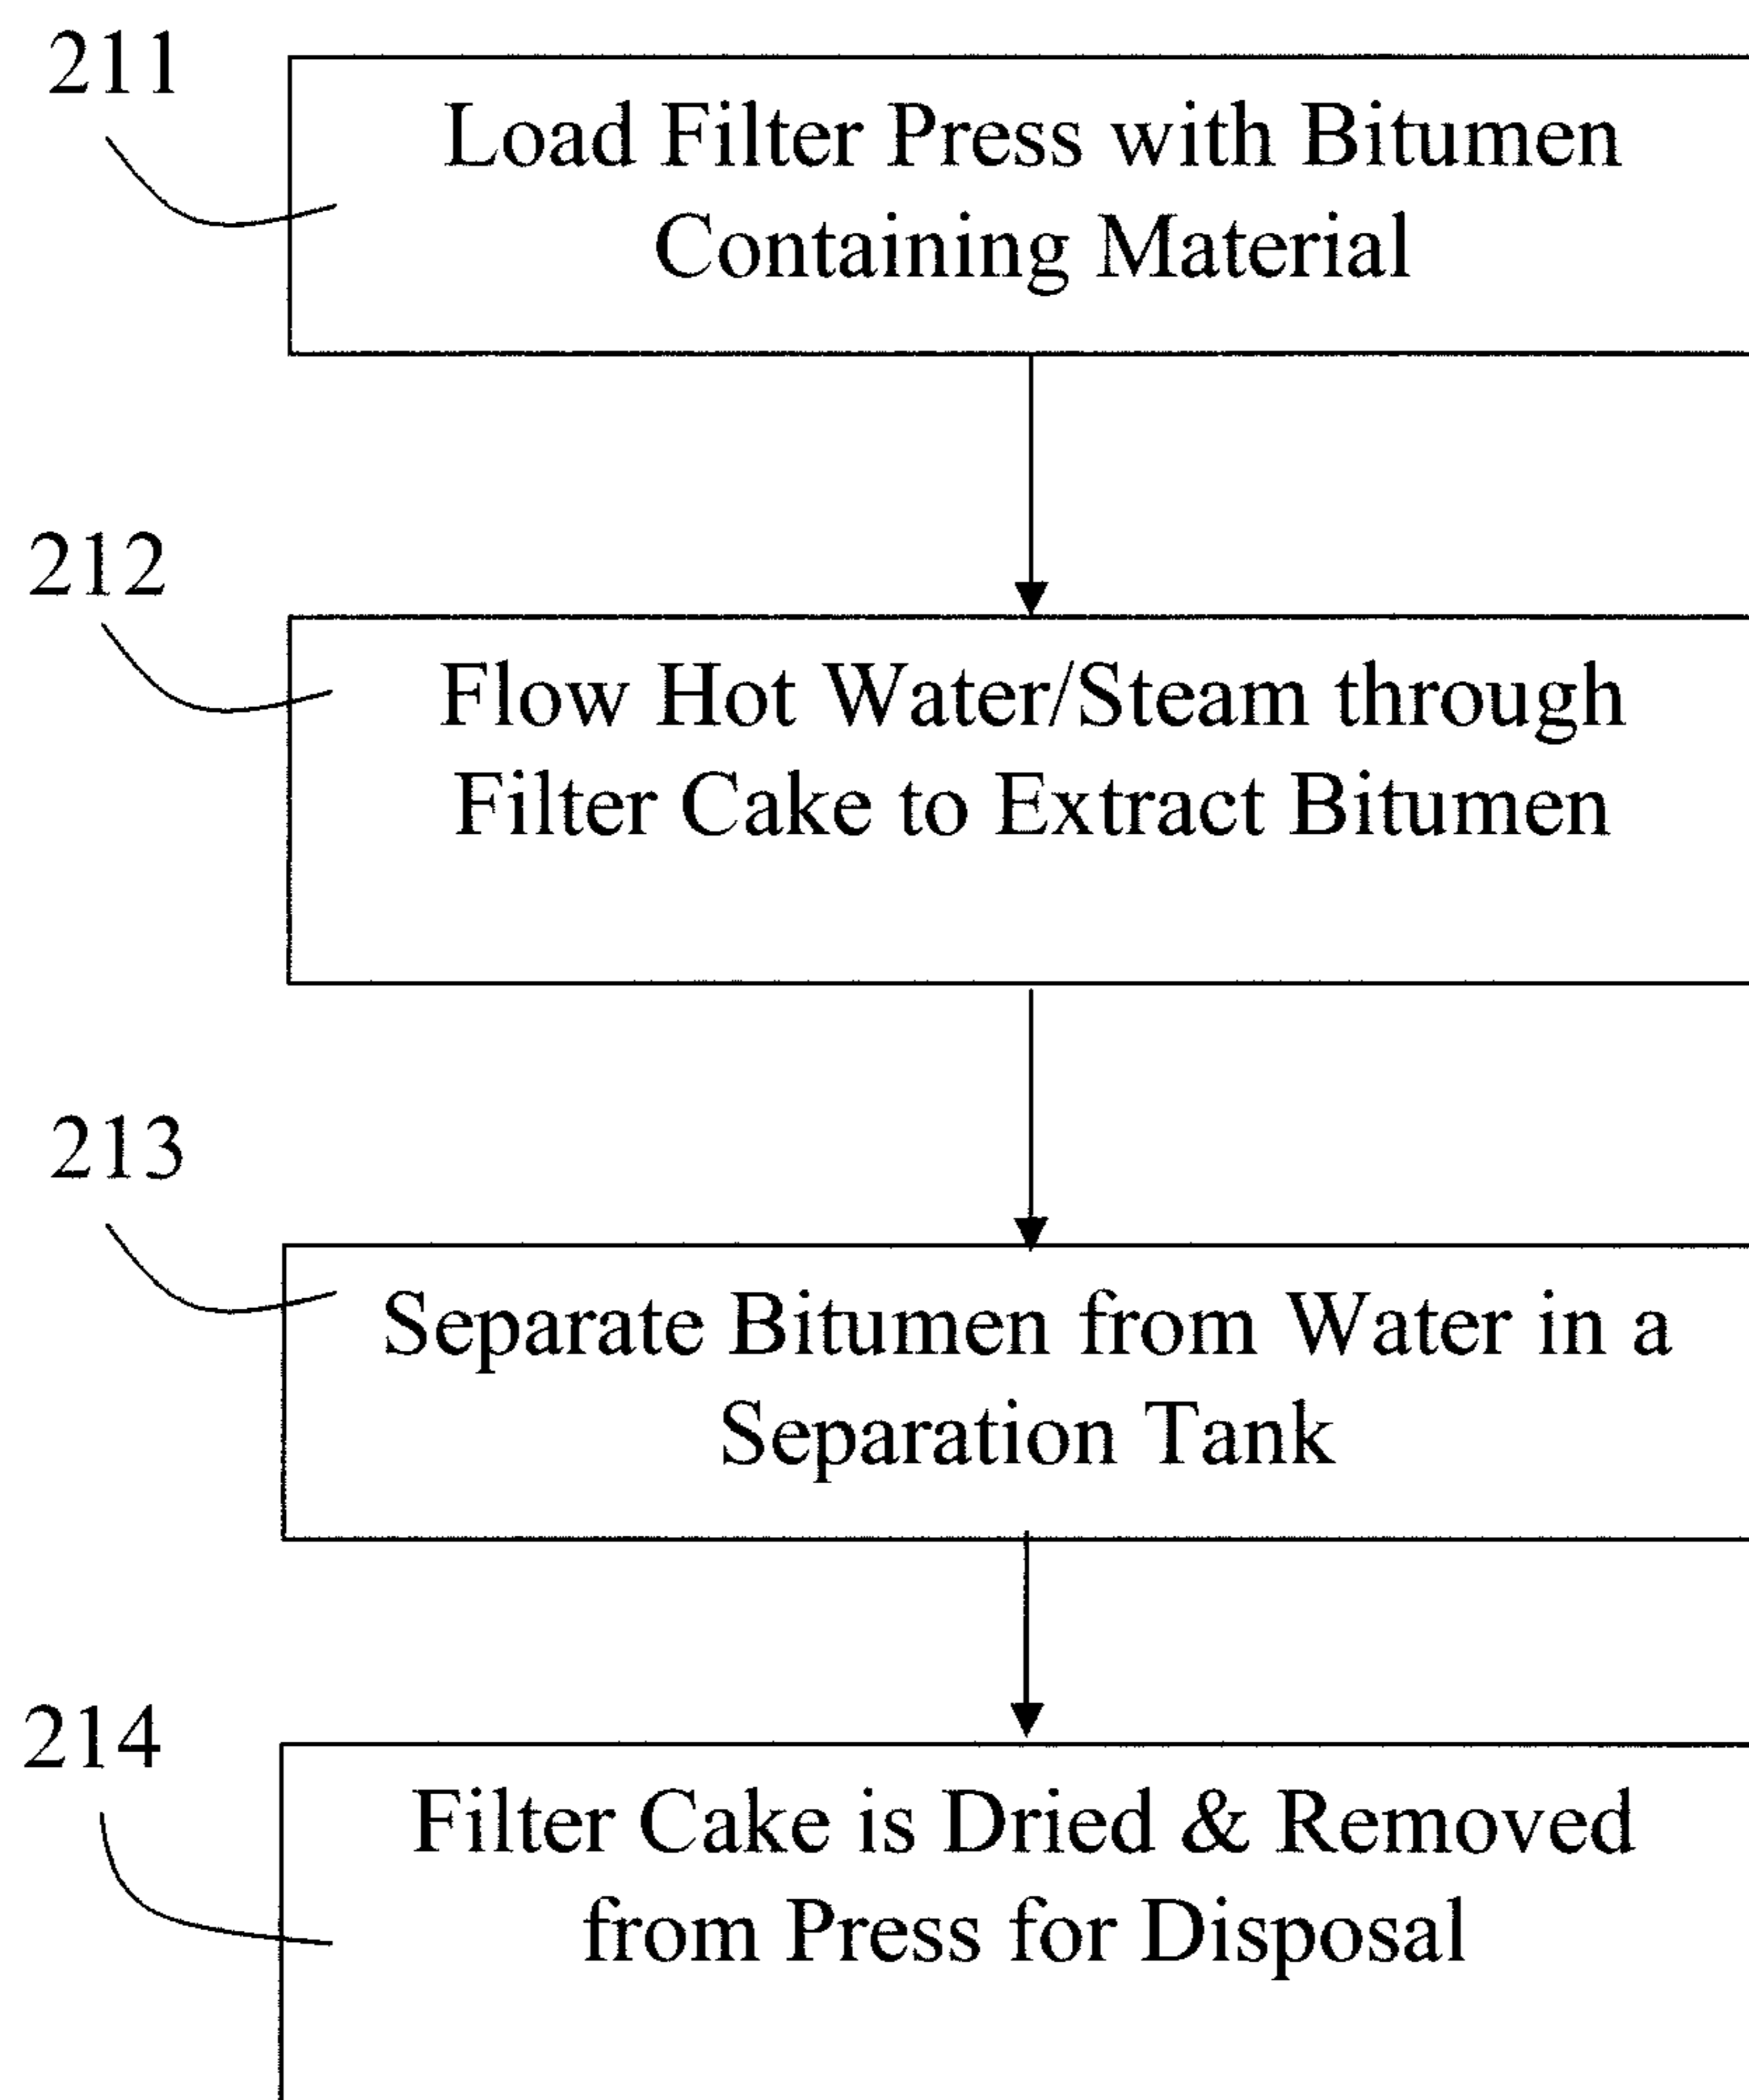 211
Load Filter Press with Bitumen
Containing Material
212
Flow Hot Water/Steam through
Filter Cake to Extract Bitumen
213
Separate Bitumen from Water in a
Separation Tank
214
Filter Cake is Dried & Removed
from Press for Disposal